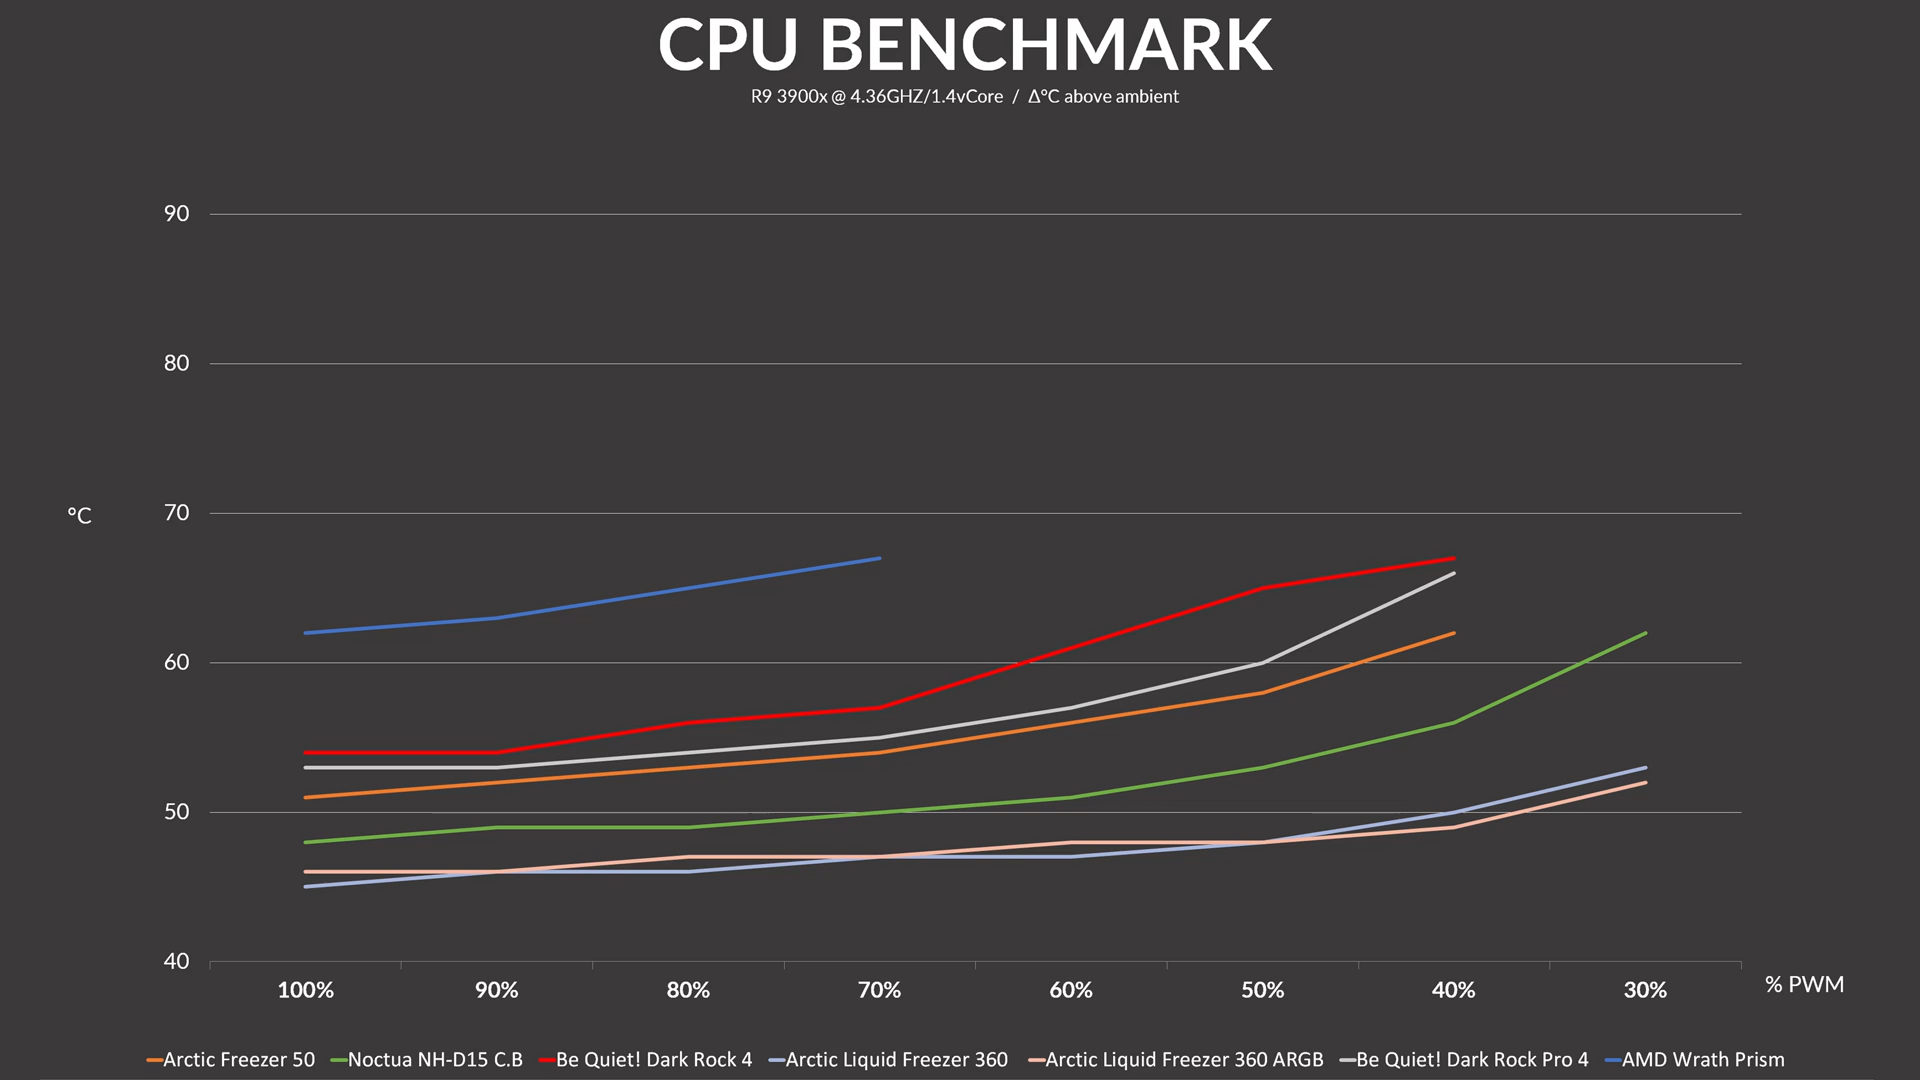 CPU BENCHMARK
R9 3900x @ 4.36GHZ/1.4vCore / Δ°C above ambient
90
80
70
°C
60
50
40
100% 90% 80% 70% 60% 50% 40% 30%
% PWM
Arctic Freezer 50 Noctua NH-D15 C.B Be Quiet! Dark Rock 4 Arctic Liquid Freezer 360 Arctic Liquid Freezer 360 ARGB Be Quiet! Dark Rock Pro 4 AMD Wrath Prism